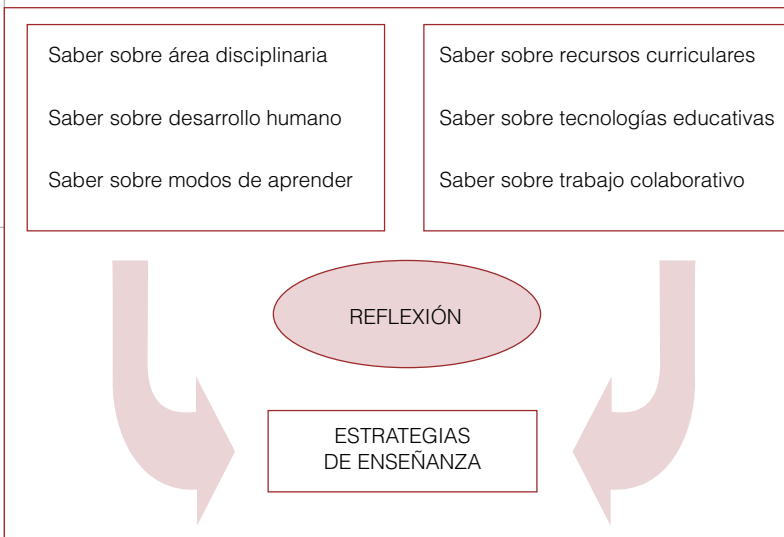 Saber sobre área disciplinaria
Saber sobre desarrollo humano
Saber sobre modos de aprender
Saber sobre recursos curriculares
Saber sobre tecnologías educativas
Saber sobre trabajo colaborativo
REFLEXIÓN
ESTRATEGIAS
DE ENSEÑANZA